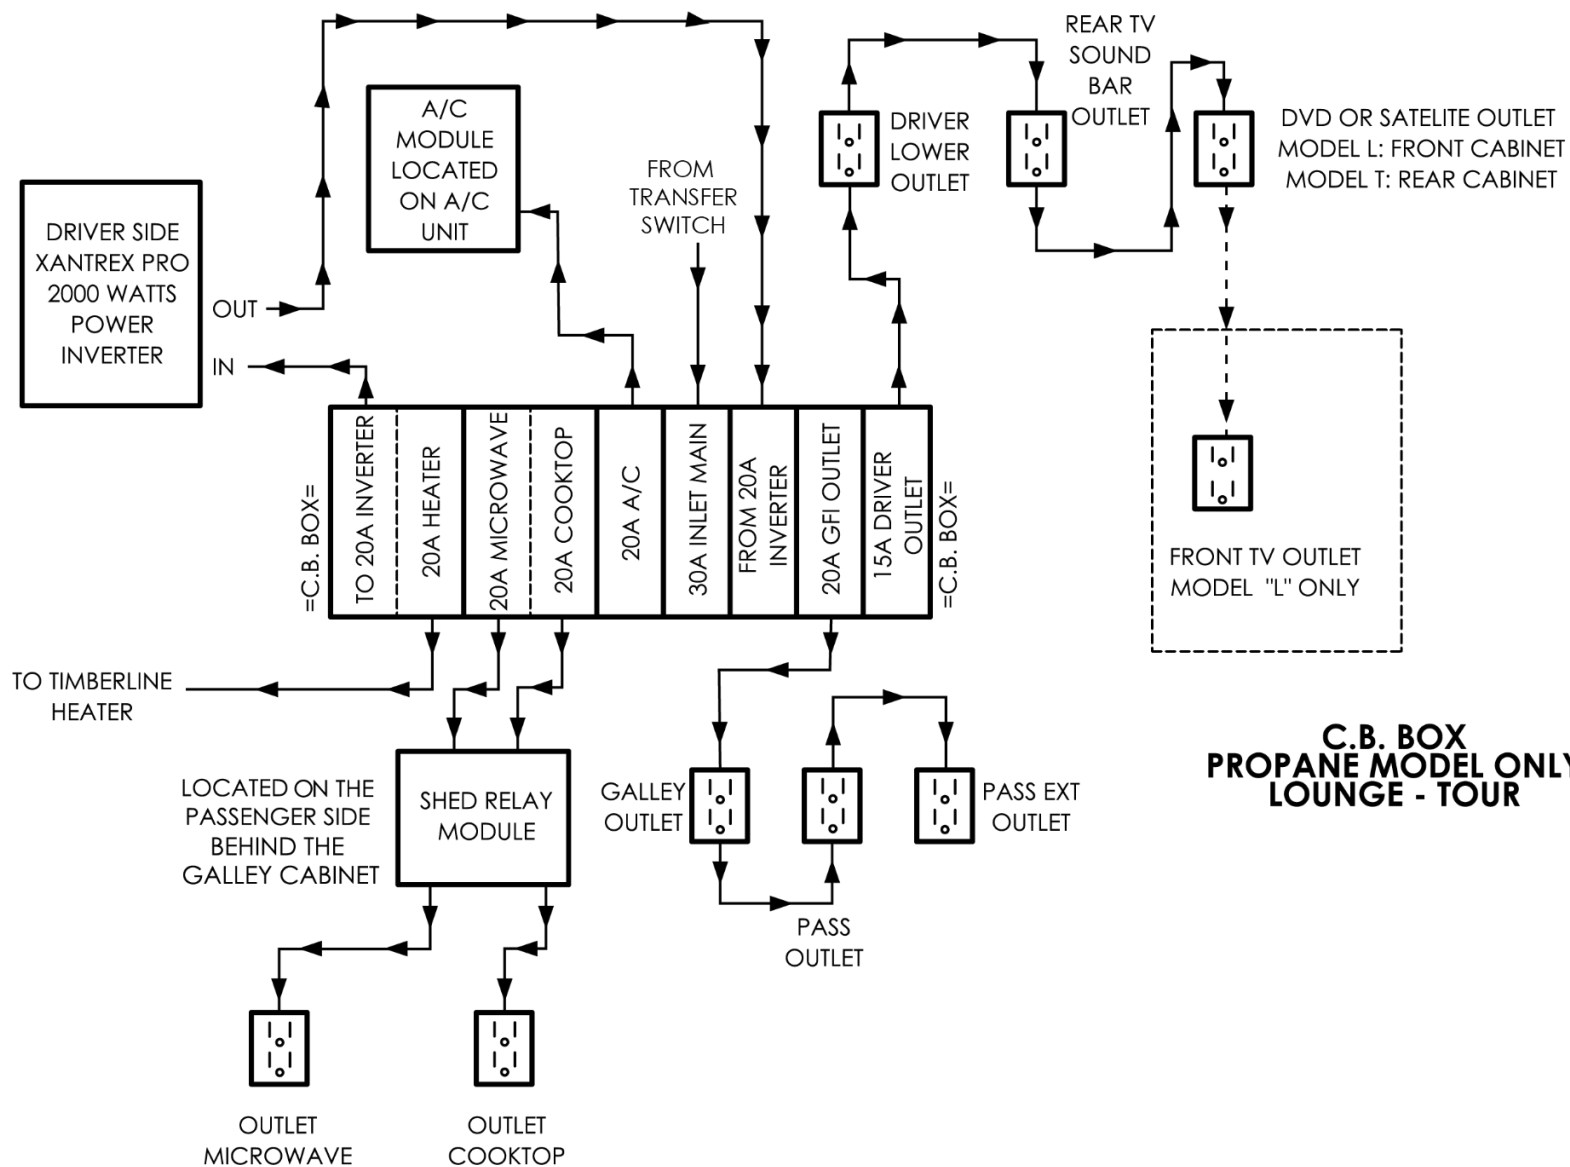 REAR TV
SOUND
BAR
OUTLET
A/C
MODULE
LOCATED
ON A/C
UNIT
DRIVER
LOWER
OUTLET
DVD OR SATELITE OUTLET
MODEL L: FRONT CABINET
MODEL T: REAR CABINET
FROM
TRANSFER
SWITCH
DRIVER SIDE
XANTREX PRO
2000 WATTS
POWER
INVERTER
OUT
IN
=C.B. BOX=
TO 20A INVERTER
20A HEATER
20A MICROWAVE
20A COOKTOP
20A A/C
30A INLET MAIN
FROM 20A
INVERTER
20A GFI OUTLET
15A DRIVER
OUTLET
=C.B. BOX=
FRONT TV OUTLET
MODEL "L" ONLY
TO TIMBERLINE
HEATER
LOCATED ON THE
PASSENGER SIDE
BEHIND THE
GALLEY CABINET
SHED RELAY
MODULE
GALLEY
OUTLET
PASS EXT
OUTLET
PASS
OUTLET
C.B. BOX
PROPANE MODEL ONLY
LOUNGE - TOUR
OUTLET
MICROWAVE
OUTLET
COOKTOP